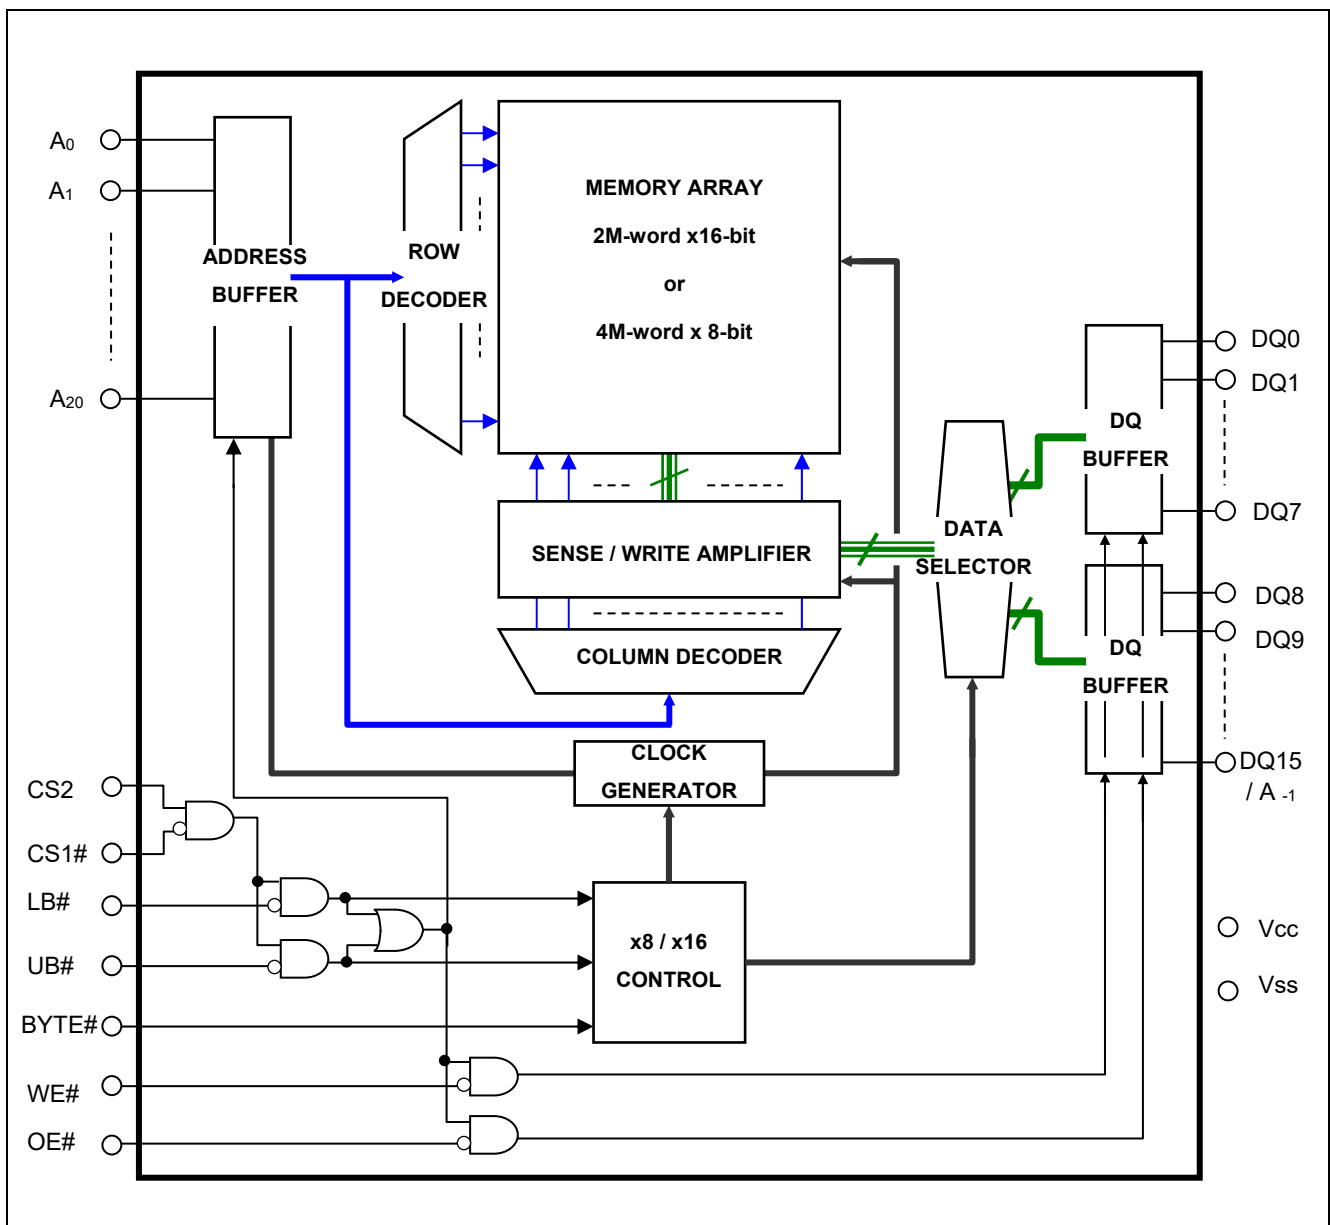 A0
A1
A20
ADDRESS
BUFFER
ROW
DECODER
MEMORY ARRAY
2M-word x16-bit
or
4M-word x 8-bit
SENSE / WRITE AMPLIFIER
COLUMN DECODER
CLOCK
GENERATOR
DATA
SELECTOR
DQ
BUFFER
DQ
BUFFER
DQ0
DQ1
DQ7
DQ8
DQ9
DQ15
/ A -1
CS2
CS1#
LB#
UB#
BYTE#
WE#
OE#
x8 / x16
CONTROL
Vcc
Vss